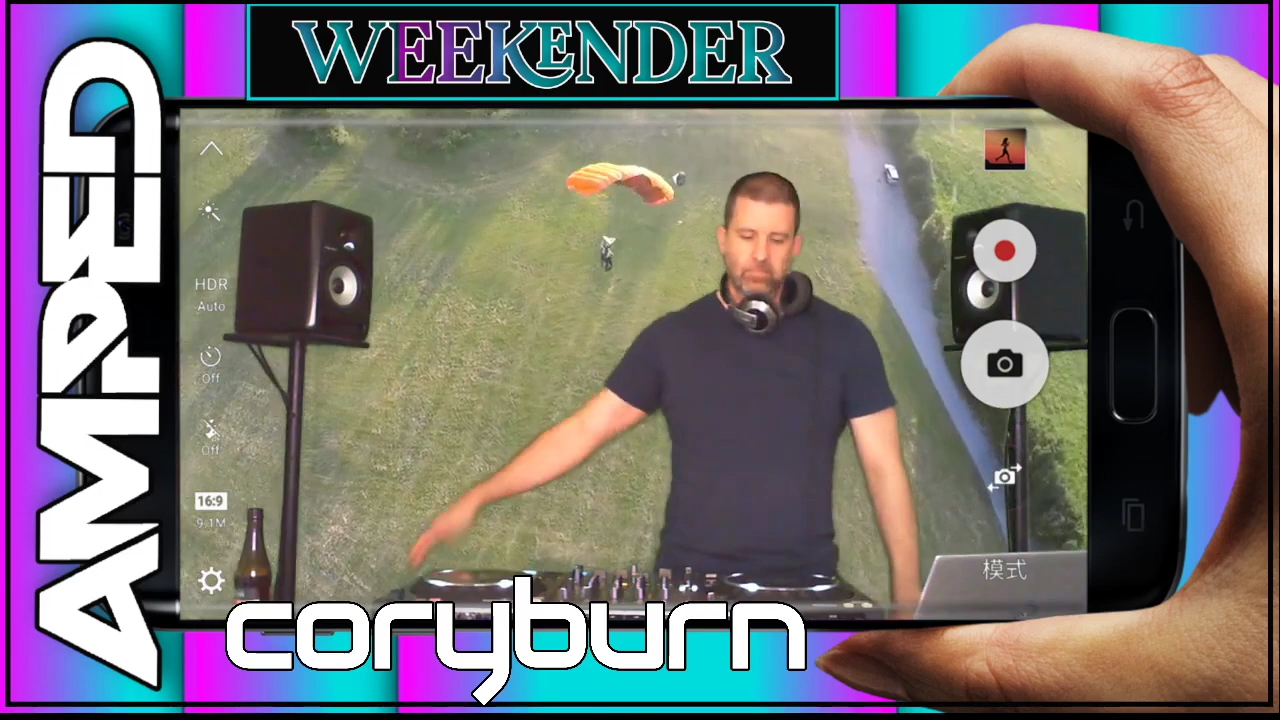 WEEKENDER
AMPED
HDR
Auto
Off
Off
16:9
9.1M
模式
coryburn